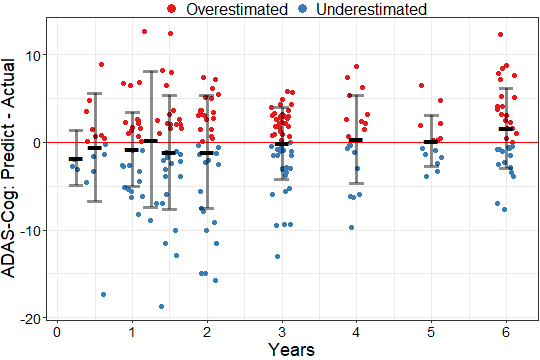 Overestimated Underestimated
ADAS-Cog: Predict - Actual
10
0
-10
-20
0 1 2 3 4 5 6
Years